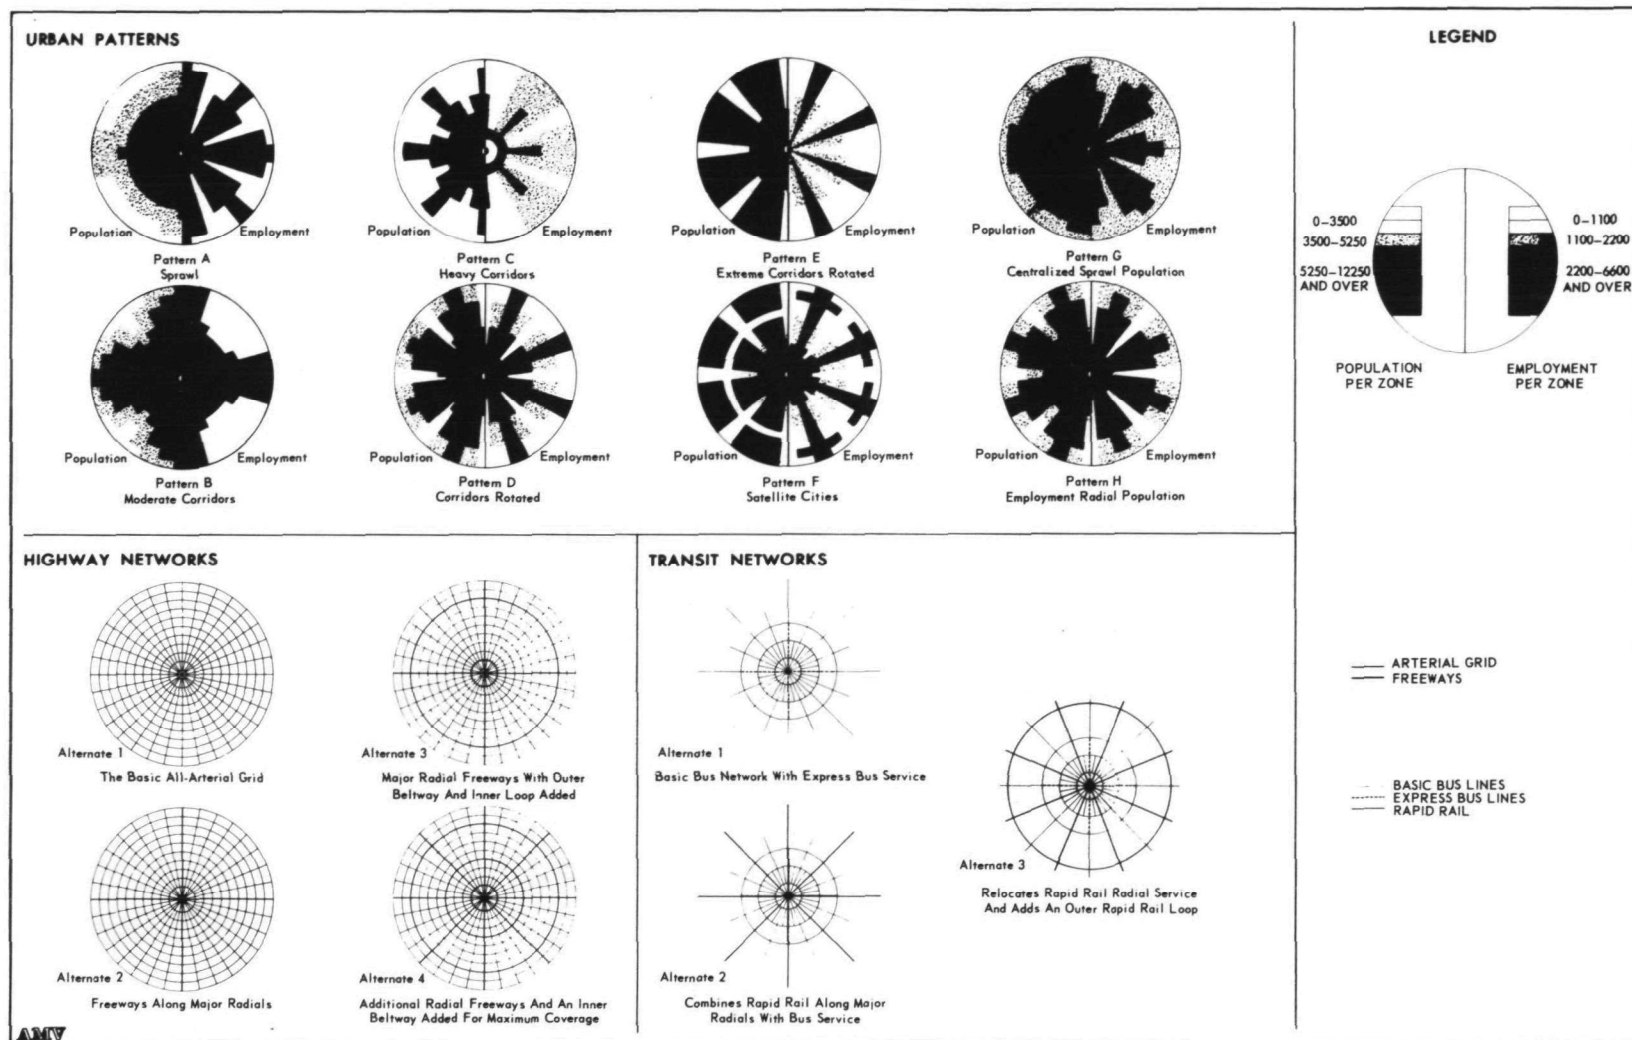 URBAN PATTERNS
Population
Employment
Pattern A
Sprawl
Population
Employment
Pattern C
Heavy Corridors
Population
Employment
Pattern E
Extreme Corridors Rotated
Population
Employment
Pattern G
Centralized Sprawl Population
Population
Employment
Pattern B
Moderate Corridors
Population
Employment
Pattern D
Corridors Rotated
Population
Employment
Pattern F
Satellite Cities
Population
Employment
Pattern H
Employment Radial Population
LEGEND
0-3500
3500-5250
5250-12250
AND OVER
0-1100
1100-2200
2200-6600
AND OVER
POPULATION
PER ZONE
EMPLOYMENT
PER ZONE
HIGHWAY NETWORKS
Alternate 1
The Basic All-Arterial Grid
Alternate 3
Major Radial Freeways With Outer
Beltway And Inner Loop Added
Alternate 2
Freeways Along Major Radials
Alternate 4
Additional Radial Freeways And An Inner
Beltway Added For Maximum Coverage
TRANSIT NETWORKS
Alternate 1
Basic Bus Network With Express Bus Service
Alternate 2
Combines Rapid Rail Along Major
Radials With Bus Service
Alternate 3
Relocates Rapid Rail Radial Service
And Adds An Outer Rapid Rail Loop
ARTERIAL GRID
FREEWAYS
BASIC BUS LINES
EXPRESS BUS LINES
RAPID RAIL
AMV